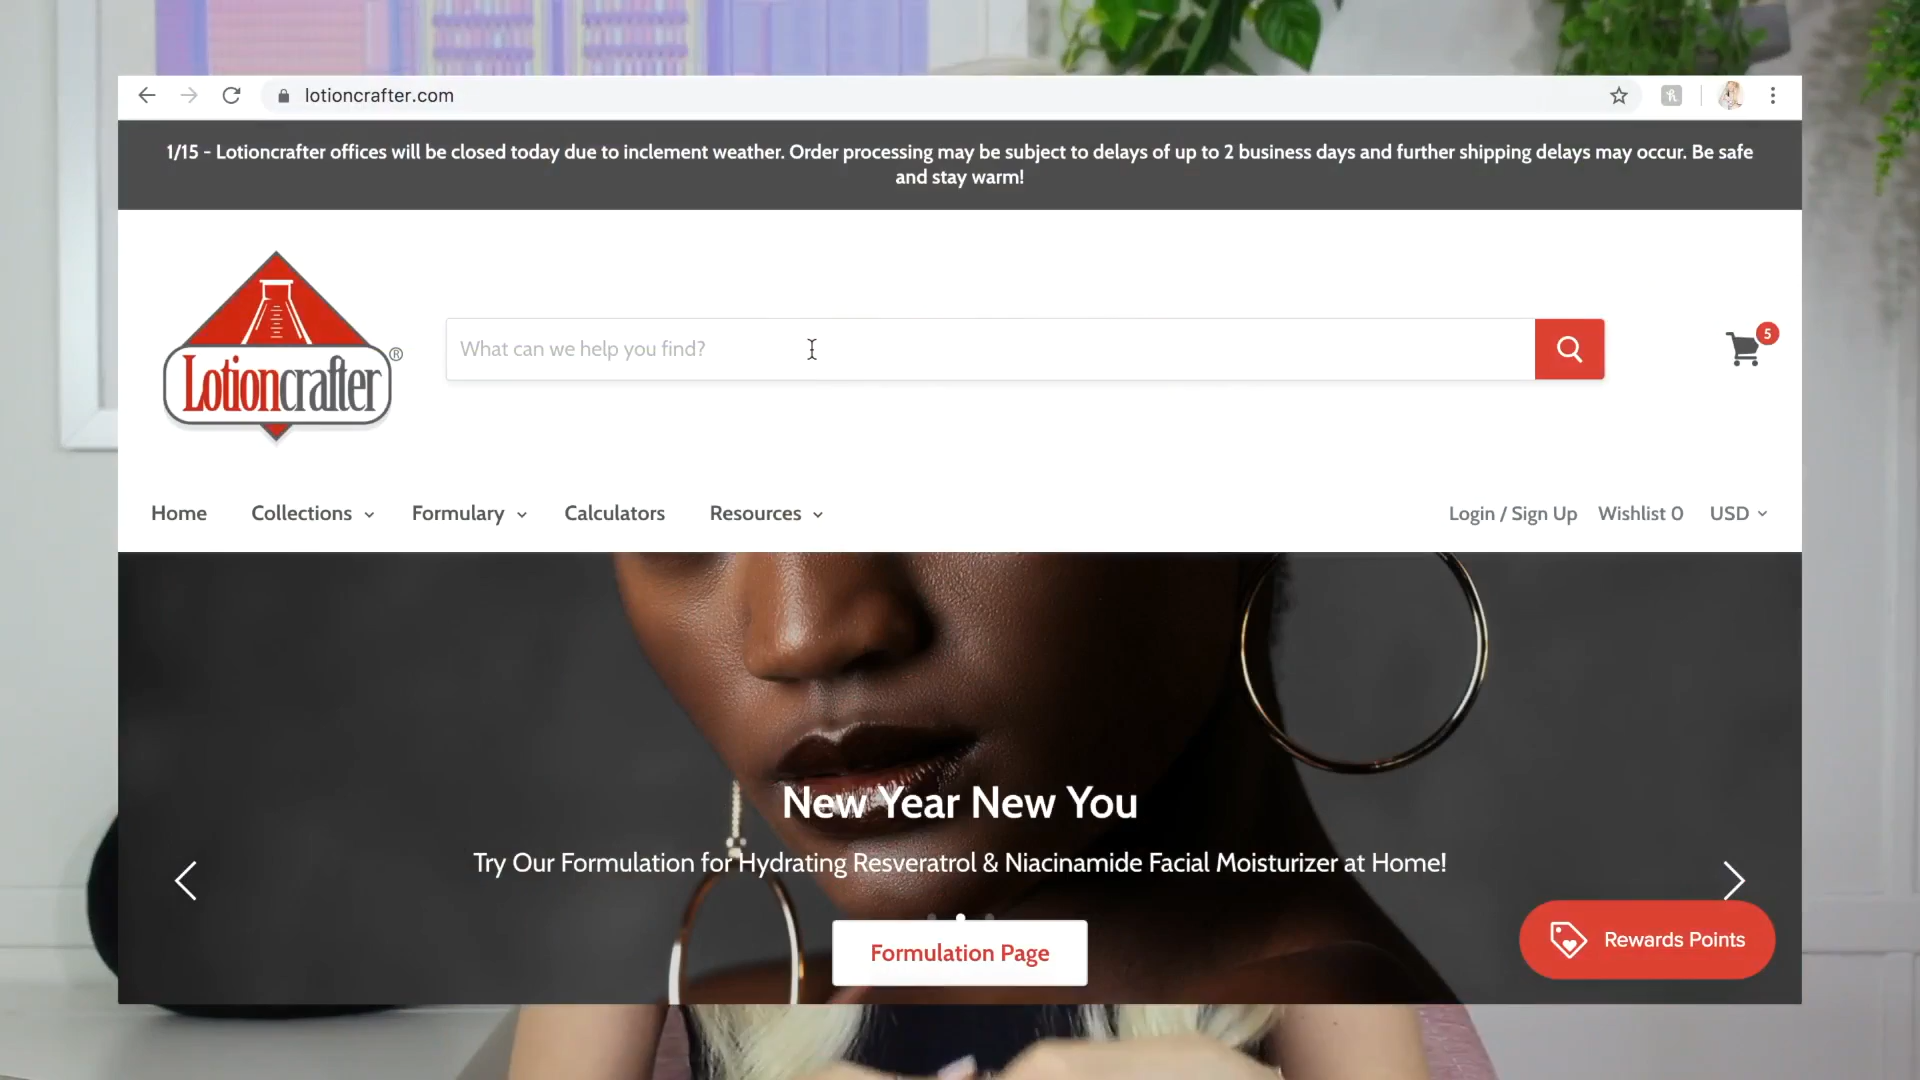 lotioncrafter.com
1/15 - Lotioncrafter offices will be closed today due to inclement weather. Order processing may be subject to delays of up to 2 business days and further shipping delays may occur. Be safe
and stay warm!
Lotioncrafter®
What can we help you find?
5
Home Collections Formulary Calculators Resources Login / Sign Up Wishlist 0 USD
New Year New You
Try Our Formulation for Hydrating Resveratrol & Niacinamide Facial Moisturizer at Home!
Formulation Page
Rewards Points